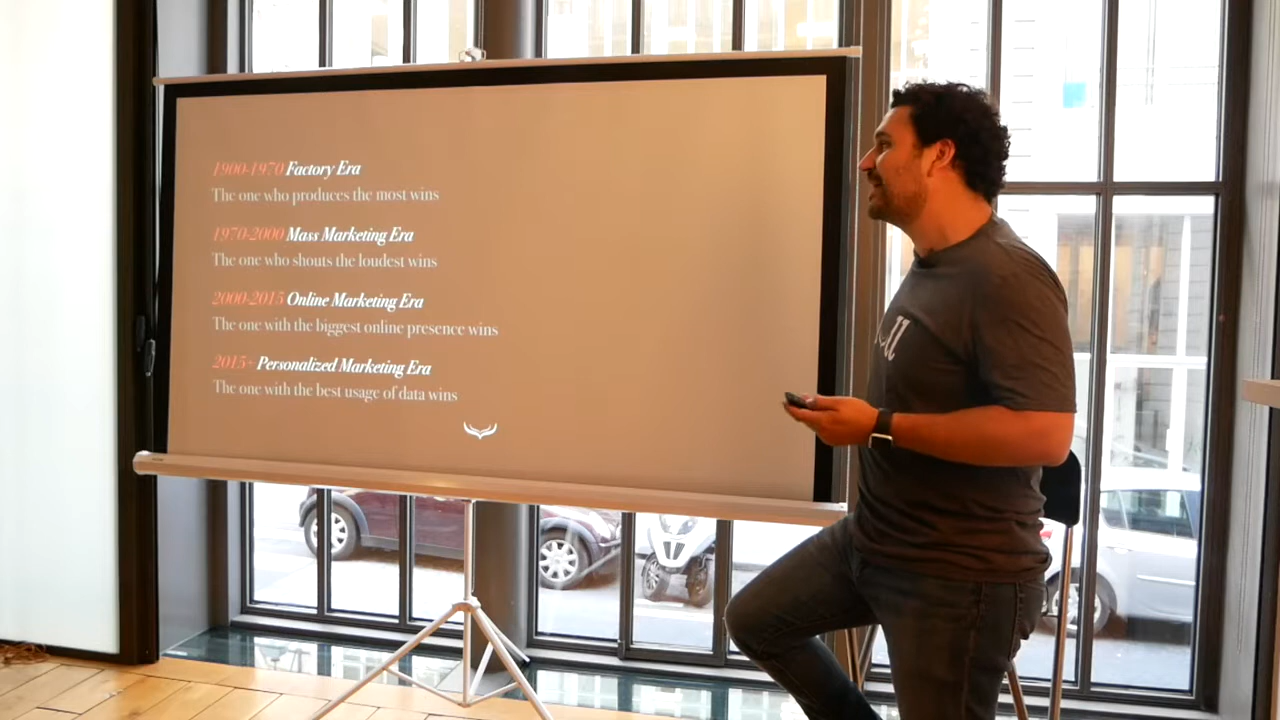 1900-1970 Factory Era
The one who produces the most wins
1970-2000 Mass Marketing Era
The one who shouts the loudest wins
2000-2015 Online Marketing Era
The one with the biggest online presence wins
2015+ Personalized Marketing Era
The one with the best usage of data wins